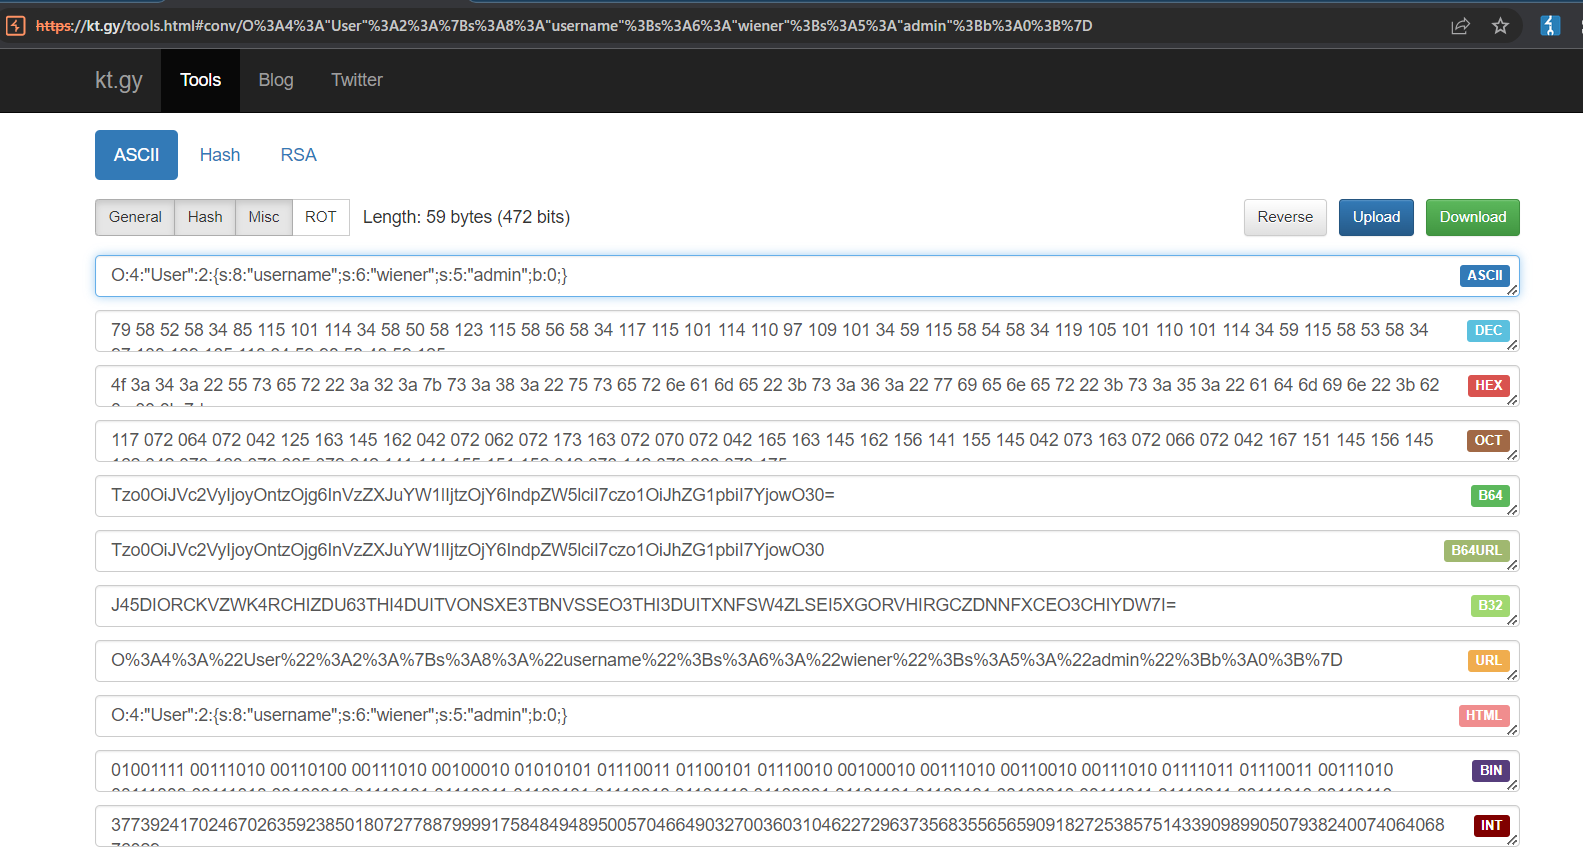 https://kt.gy/tools.html#conv/O%3A4%3A"User"%3A2%3A%7Bs%3A8%3A"username"%3Bs%3A6%3A"wiener"%3Bs%3A5%3A"admin"%3Bb%3A0%3B%7D
kt.gy Tools Blog Twitter
ASCII Hash RSA
General Hash Misc ROT Length: 59 bytes (472 bits) Reverse Upload Download
O:4:"User":2:{s:8:"username";s:6:"wiener";s:5:"admin";b:0;} ASCII
79 58 52 58 34 85 115 101 114 34 58 50 58 123 115 58 56 58 34 117 115 101 114 110 97 109 101 34 59 115 58 54 58 34 119 105 101 110 101 114 34 59 115 58 53 58 34 DEC
4f 3a 34 3a 22 55 73 65 72 22 3a 32 3a 7b 73 3a 38 3a 22 75 73 65 72 6e 61 6d 65 22 3b 73 3a 36 3a 22 77 69 65 6e 65 72 22 3b 73 3a 35 3a 22 61 64 6d 69 6e 22 3b 62 HEX
117 072 064 072 042 125 163 145 162 042 072 062 072 173 163 072 070 072 042 165 163 145 162 156 141 155 145 042 073 163 072 066 072 042 167 151 145 156 145 OCT
Tzo0OiJVc2VyIjoyOntzOjg6InVzZXJuYW1lIjtzOjY6IndpZW5lciI7czo1OiJhZG1pbiI7YjowO30= B64
Tzo0OiJVc2VyIjoyOntzOjg6InVzZXJuYW1lIjtzOjY6IndpZW5lciI7czo1OiJhZG1pbiI7YjowO30 B64URL
J45DIORCKVZWK4RCHIZDU63THI4DUITVONSXE3TBNVSSEO3THI3DUITXNFSW4ZLSEI5XGORVHIRGCZDNNFXCEO3CHIYDW7I= B32
O%3A4%3A%22User%22%3A2%3A%7Bs%3A8%3A%22username%22%3Bs%3A6%3A%22wiener%22%3Bs%3A5%3A%22admin%22%3Bb%3A0%3B%7D URL
O:4:"User":2:{s:8:"username";s:6:"wiener";s:5:"admin";b:0;} HTML
01001111 00111010 00110100 00111010 00100010 01010101 01110011 01100101 01110010 00100010 00111010 00110010 00111010 01111011 01110011 00111010 BIN
3773924170246702635923850180727788799991758484948950057046649032700360310462272963735683556565909182725385751433909899050793824007406406​8 INT